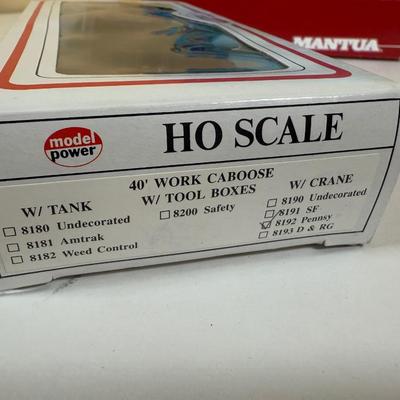 MANTUA
model
power
HO SCALE
40' WORK CABOOSE
W/ TANK
8180 Undecorated
8181 Amtrak
8182 Weed Control
W/ TOOL BOXES
8200 Safety
W/ CRANE
8190 Undecorated
8191 SF
8192 Pennsy
8193 D & RG